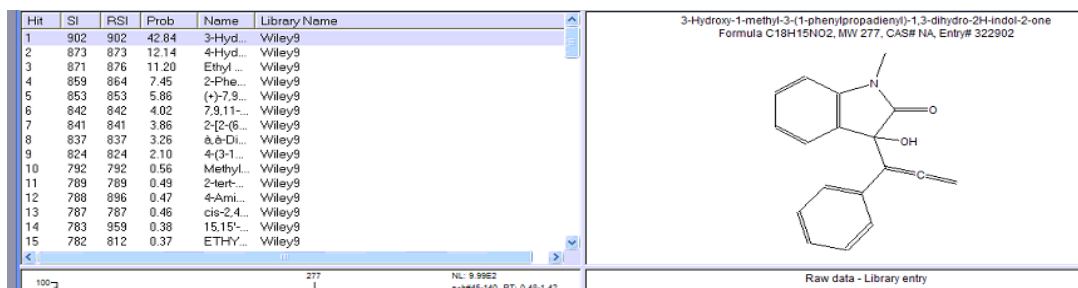 Hit SI RSI Prob Name Library Name
1 902 902 42.84 3-Hyd... Wiley9
2 873 873 12.14 4-Hyd... Wiley9
3 871 876 11.20 Ethyl ... Wiley9
4 859 864 7.45 2-Phe... Wiley9
5 853 853 5.86 (+)-7,9... Wiley9
6 842 842 4.02 7,9,11-... Wiley9
7 841 841 3.86 2-[2-(6... Wiley9
8 837 837 3.26 à,à-Di... Wiley9
9 824 824 2.10 4-(3-1... Wiley9
10 792 792 0.56 Methyl... Wiley9
11 789 789 0.49 2-tert-... Wiley9
12 788 896 0.47 4-Ami... Wiley9
13 787 787 0.46 cis-2,4... Wiley9
14 783 959 0.38 15,15'-... Wiley9
15 782 812 0.37 ETHY... Wiley9
3-Hydroxy-1-methyl-3-(1-phenylpropadienyl)-1,3-dihydro-2H-indol-2-one
Formula C18H15NO2, MW 277, CAS# NA, Entry# 322902
N
O
OH
C
100
277
NL: 9.99E2
Raw data - Library entry